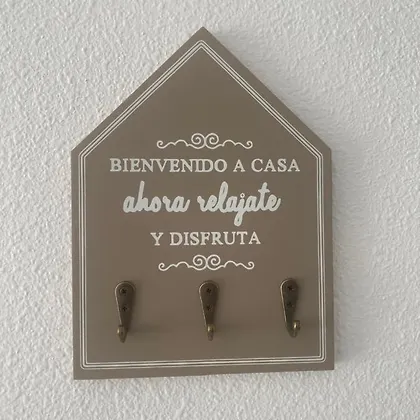 BIENVENIDO A CASA
ahora relajate
Y DISFRUTA